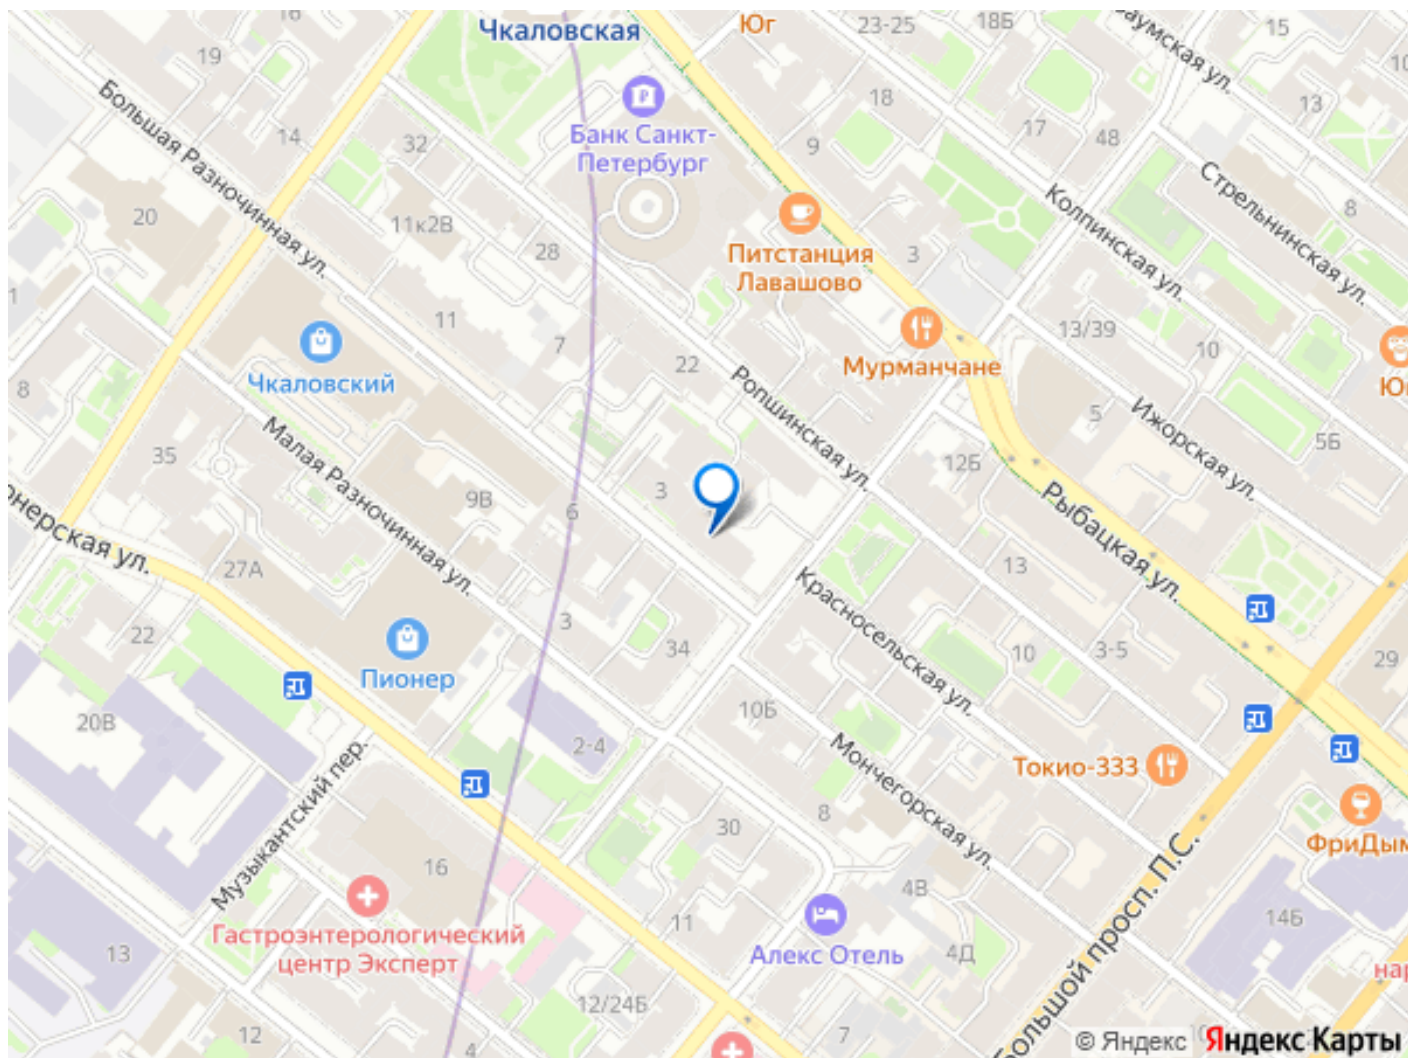 16
Чкаловская
Юг
23-25
18Б
15
19
18
13
Большая Разночинная ул.
14
32
Банк Санкт-
Петербург
9
17
48
Стрельнинская ул.
8
20
11к2В
28
Питстанция
Лавашово
3
Колпинская ул.
11
7
22
Мурманчане
13/39
10
Чкаловский
8
Ропшинская ул.
5
Ижорская ул.
5Б
35
Малая Разночинная ул.
9В
3
12Б
6
Рыбацкая ул.
27А
13
Красносельская ул.
22
3
34
10
3-5
29
Пионер
20В
10Б
2-4
Музыкантский пер.
Мончегорская ул.
Токио-333
8
30
ФриДым
16
4В
Большой просп. П.С.
11
14Б
Гастроэнтерологический
центр Эксперт
Алекс Отель
4Д
13
12/24Б
12
4
7
© Яндекс
Яндекс Карты